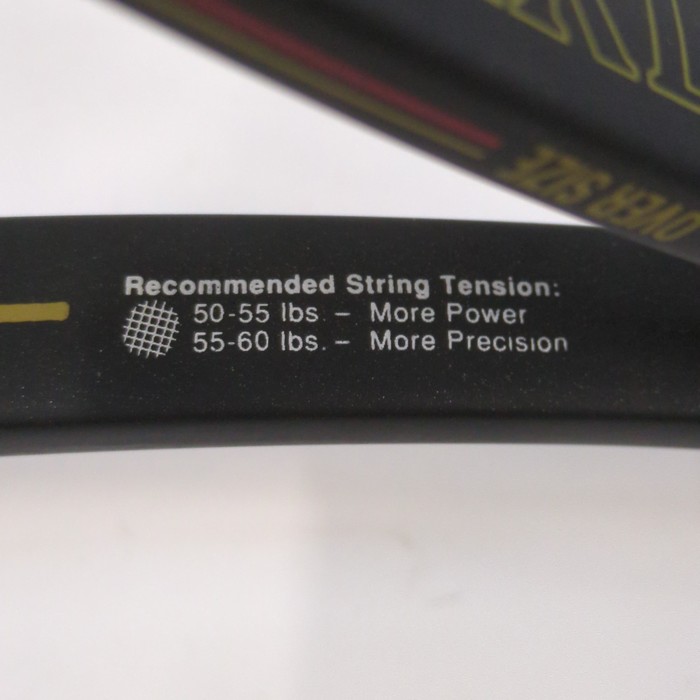 OVER SIZE
Recommended String Tension:
50-55 lbs. – More Power
55-60 lbs. – More Precision